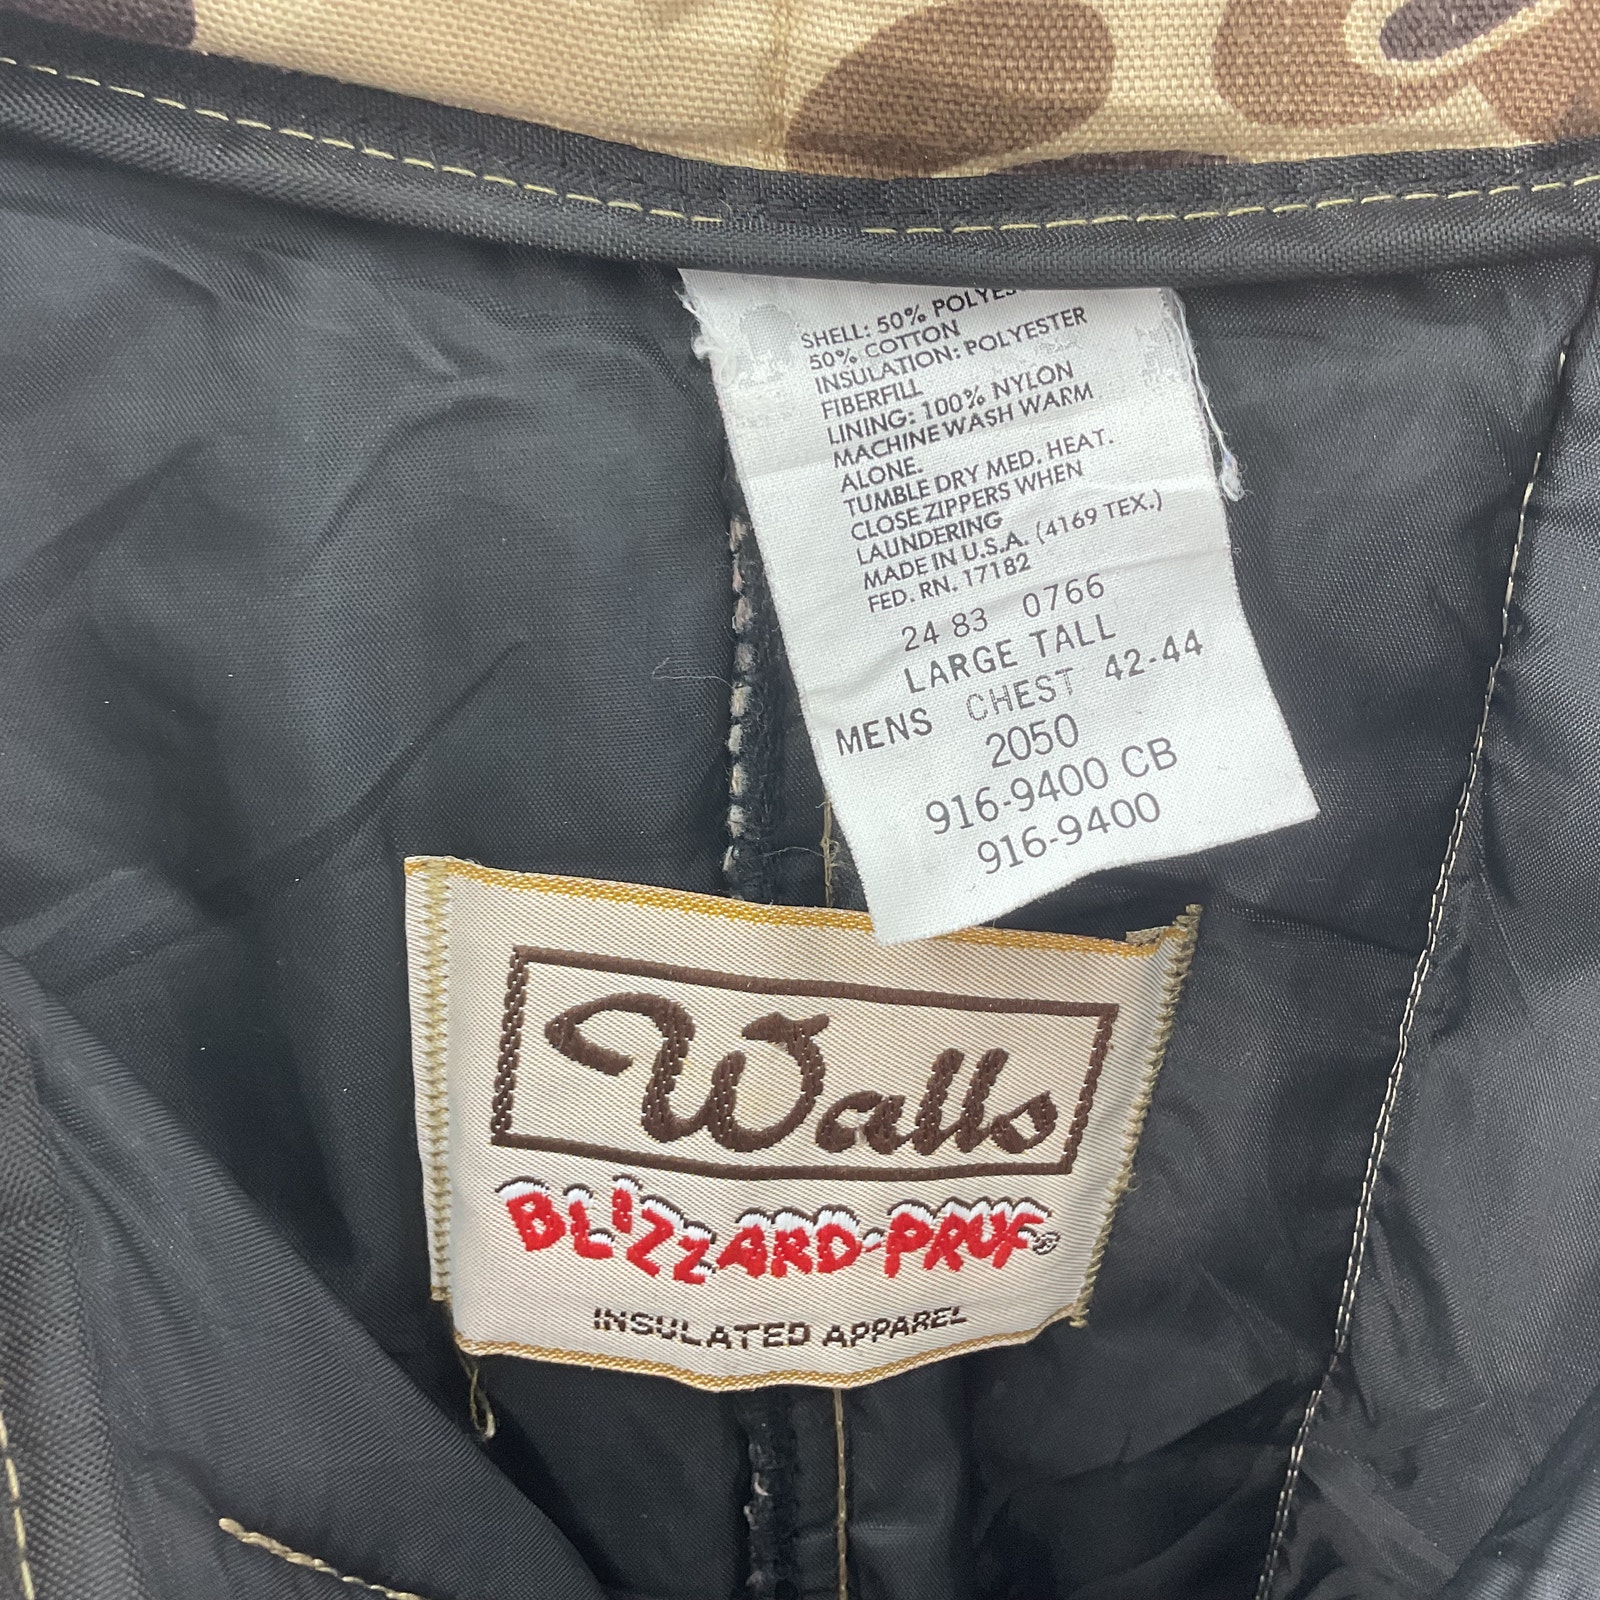 SHELL: 50% POLYES
50% COTTON
INSULATION: POLYESTER
FIBERFILL
LINING: 100% NYLON
MACHINE WASH WARM
ALONE.
TUMBLE DRY MED. HEAT.
CLOSE ZIPPERS WHEN
LAUNDERING
MADE IN U.S.A. (4169 TEX.)
FED. RN. 17182
24 83 0766
LARGE TALL
MENS CHEST 42-44
2050
916-9400 CB
916-9400
Walls
BLIZZARD-PRUF®
INSULATED APPAREL